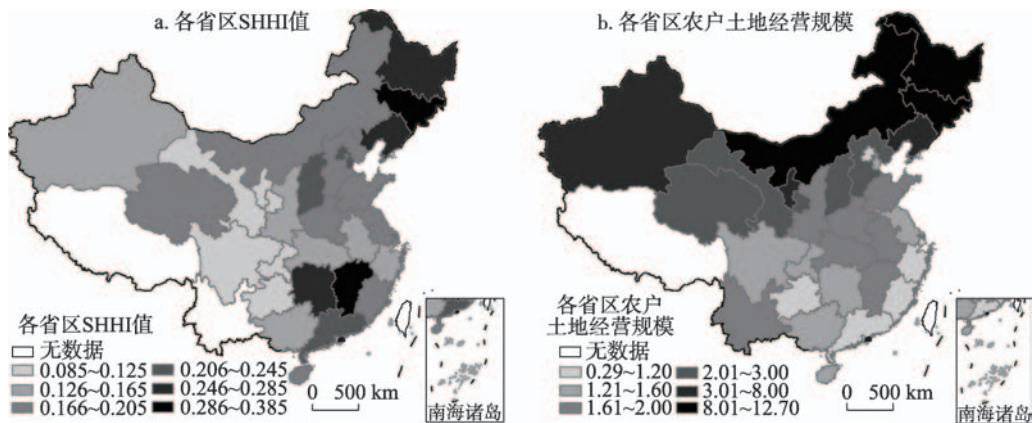 a. 各省区SHHI值
各省区SHHI值
无数据
0.085~0.125
0.126~0.165
0.166~0.205
0.206~0.245
0.246~0.285
0.286~0.385
0 500 km
南海诸岛
b. 各省区农户土地经营规模
各省区农户
土地经营规模
无数据
0.29~1.20
1.21~1.60
1.61~2.00
2.01~3.00
3.01~8.00
8.01~12.70
0 500 km
南海诸岛